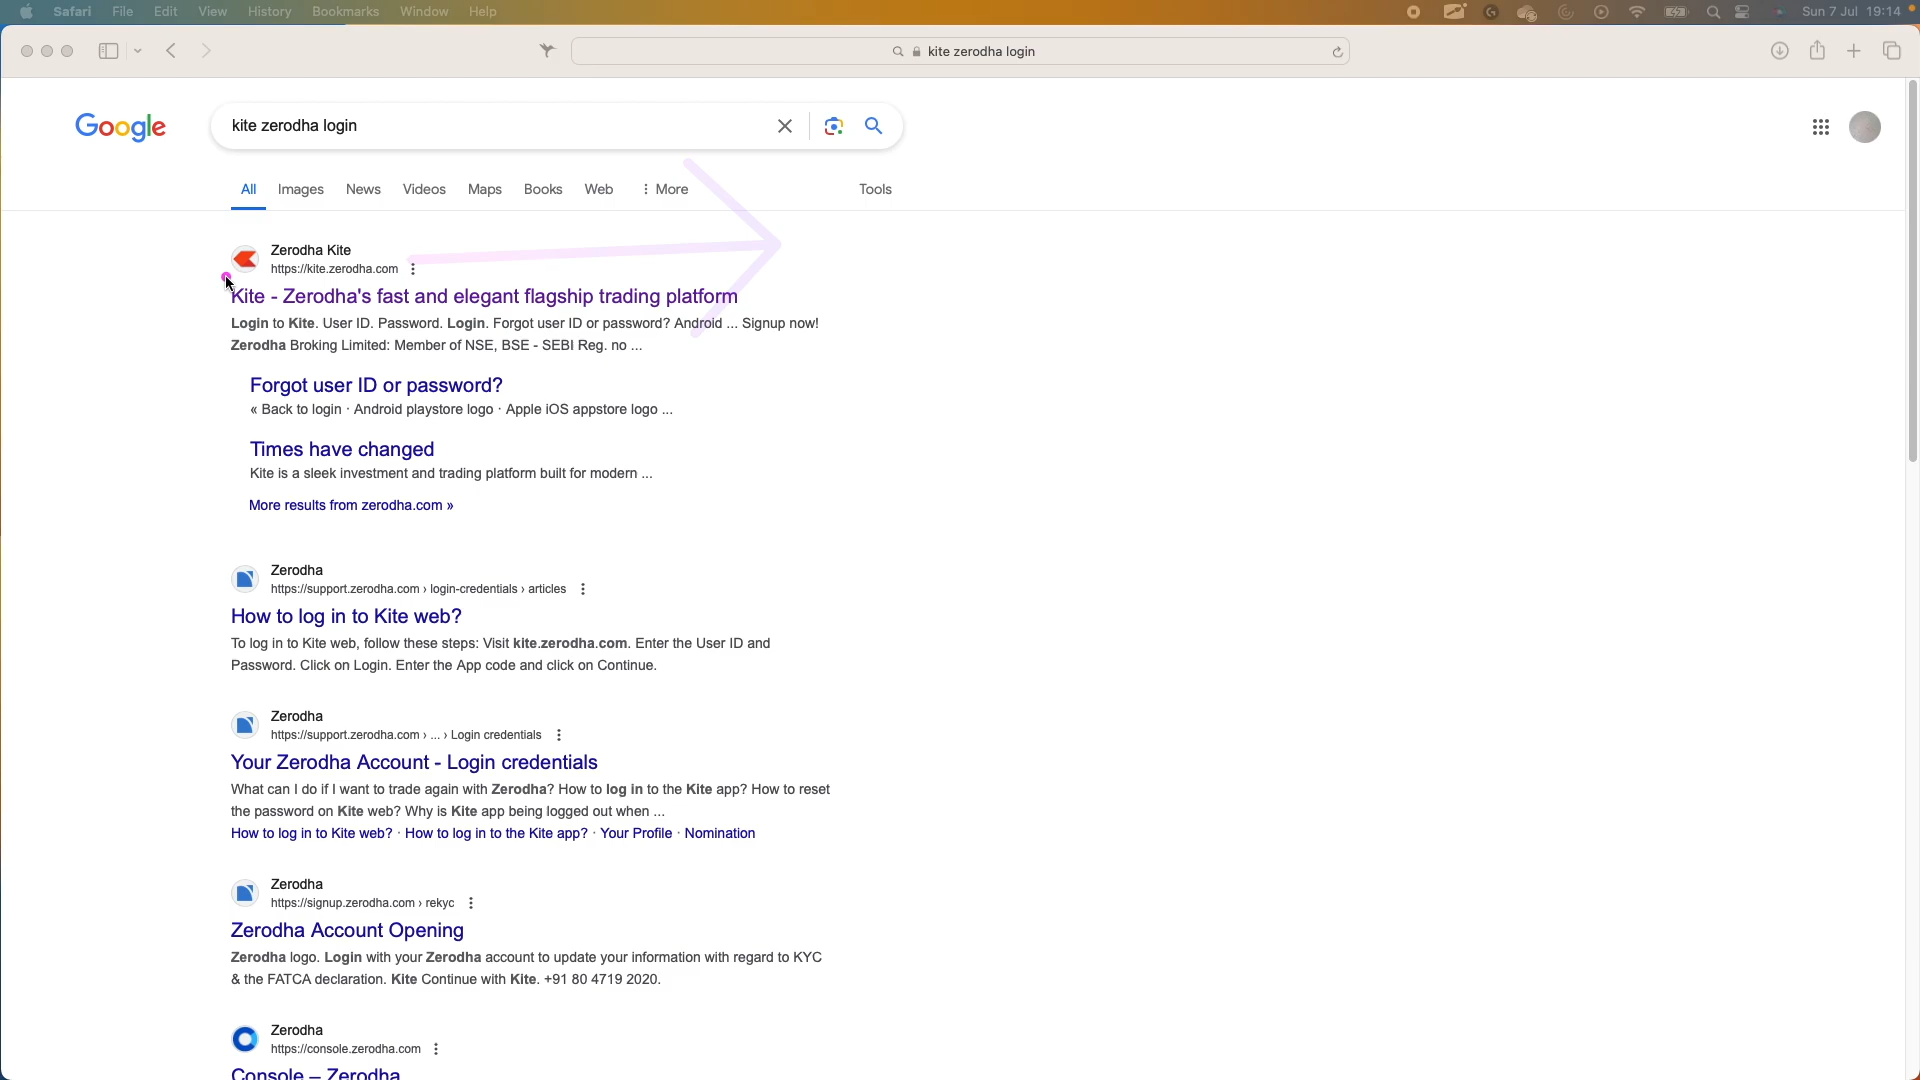 Safari File Edit View History Bookmarks Window Help Sun 7 Jul 19:14
kite zerodha login
Google
kite zerodha login
All Images News Videos Maps Books Web More Tools
Zerodha Kite
https://kite.zerodha.com
Kite - Zerodha's fast and elegant flagship trading platform
Login to Kite. User ID. Password. Login. Forgot user ID or password? Android ... Signup now!
Zerodha Broking Limited: Member of NSE, BSE - SEBI Reg. no ...
Forgot user ID or password?
« Back to login · Android playstore logo · Apple iOS appstore logo ...
Times have changed
Kite is a sleek investment and trading platform built for modern ...
More results from zerodha.com »
Zerodha
https://support.zerodha.com › login-credentials › articles
How to log in to Kite web?
To log in to Kite web, follow these steps: Visit kite.zerodha.com. Enter the User ID and
Password. Click on Login. Enter the App code and click on Continue.
Zerodha
https://support.zerodha.com › ... › Login credentials
Your Zerodha Account - Login credentials
What can I do if I want to trade again with Zerodha? How to log in to the Kite app? How to reset
the password on Kite web? Why is Kite app being logged out when ...
How to log in to Kite web? · How to log in to the Kite app? · Your Profile · Nomination
Zerodha
https://signup.zerodha.com › rekyc
Zerodha Account Opening
Zerodha logo. Login with your Zerodha account to update your information with regard to KYC
& the FATCA declaration. Kite Continue with Kite. +91 80 4719 2020.
Zerodha
https://console.zerodha.com
Console – Zerodha